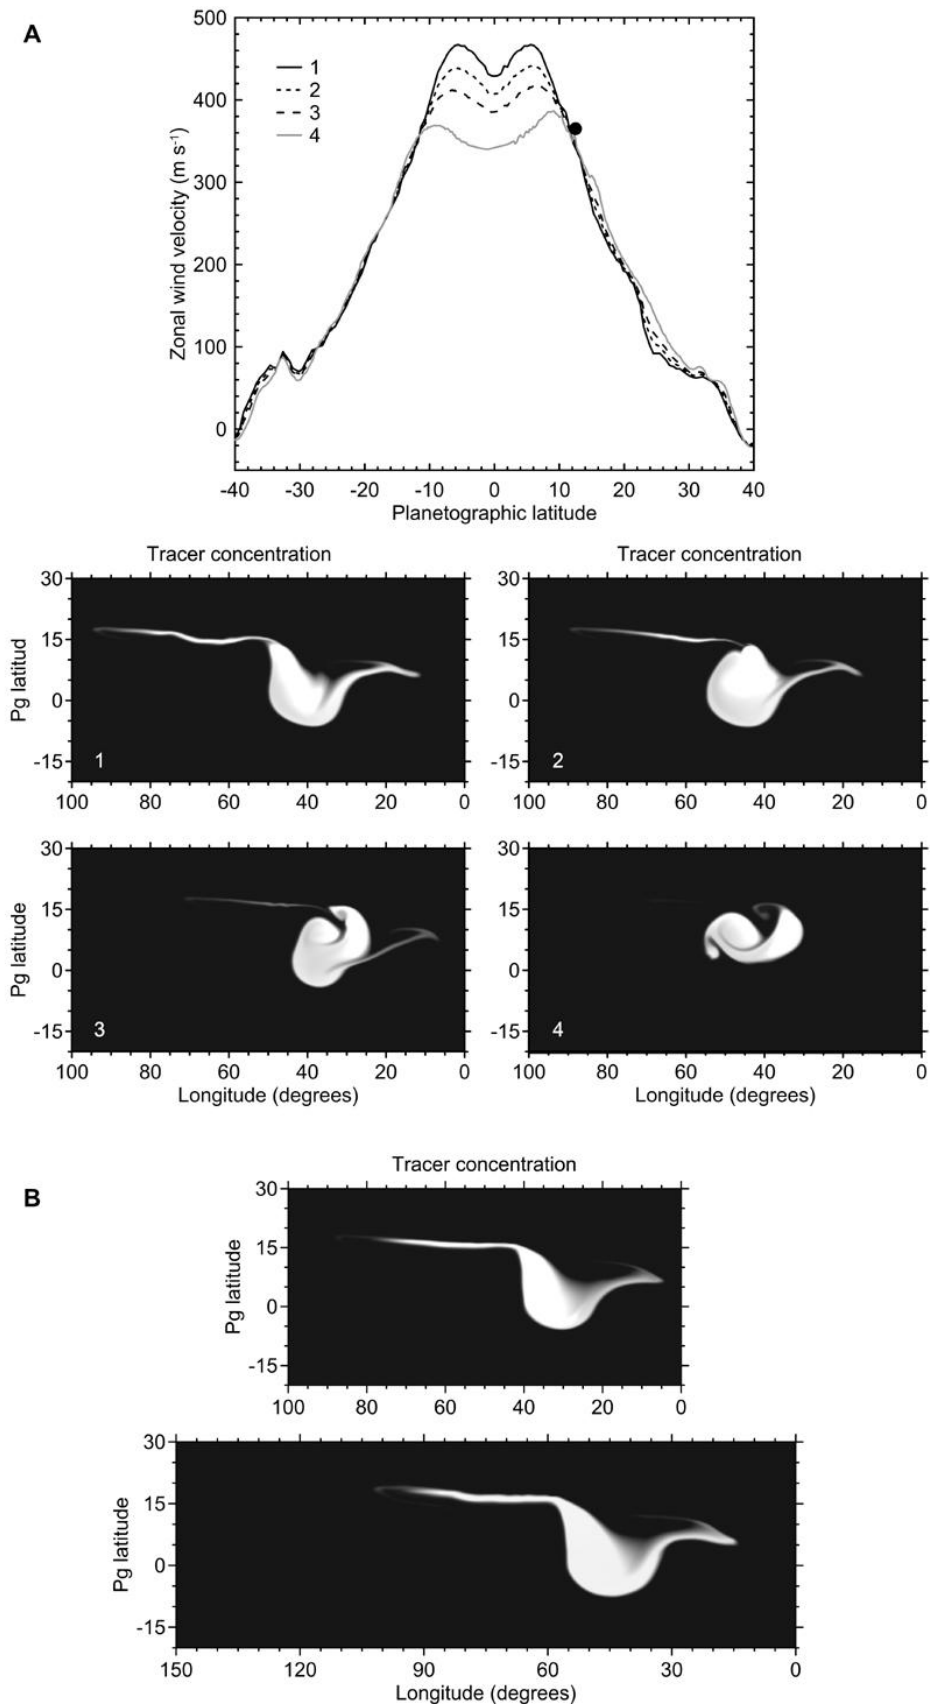 A
500
400
300
200
100
0
Zonal wind velocity (m s⁻¹)
1
2
3
4
-40 -30 -20 -10 0 10 20 30 40
Planetographic latitude
Tracer concentration
30
15
0
-15
Pg latitud
1
100 80 60 40 20 0
Tracer concentration
30
15
0
-15
2
100 80 60 40 20 0
30
15
0
-15
Pg latitude
3
100 80 60 40 20 0
Longitude (degrees)
30
15
0
-15
4
100 80 60 40 20 0
Longitude (degrees)
B
Tracer concentration
30
15
0
-15
Pg latitude
100 80 60 40 20 0
30
15
0
-15
Pg latitude
150 120 90 60 30 0
Longitude (degrees)